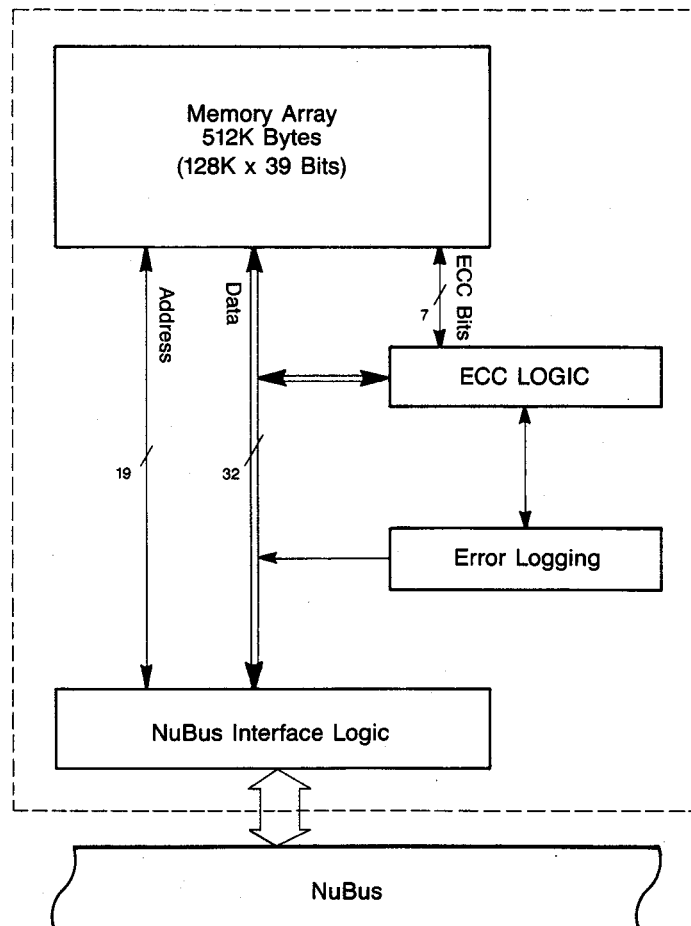 Memory Array
512K Bytes
(128K x 39 Bits)
Address
Data
ECC Bits
7
ECC LOGIC
19
32
Error Logging
NuBus Interface Logic
NuBus